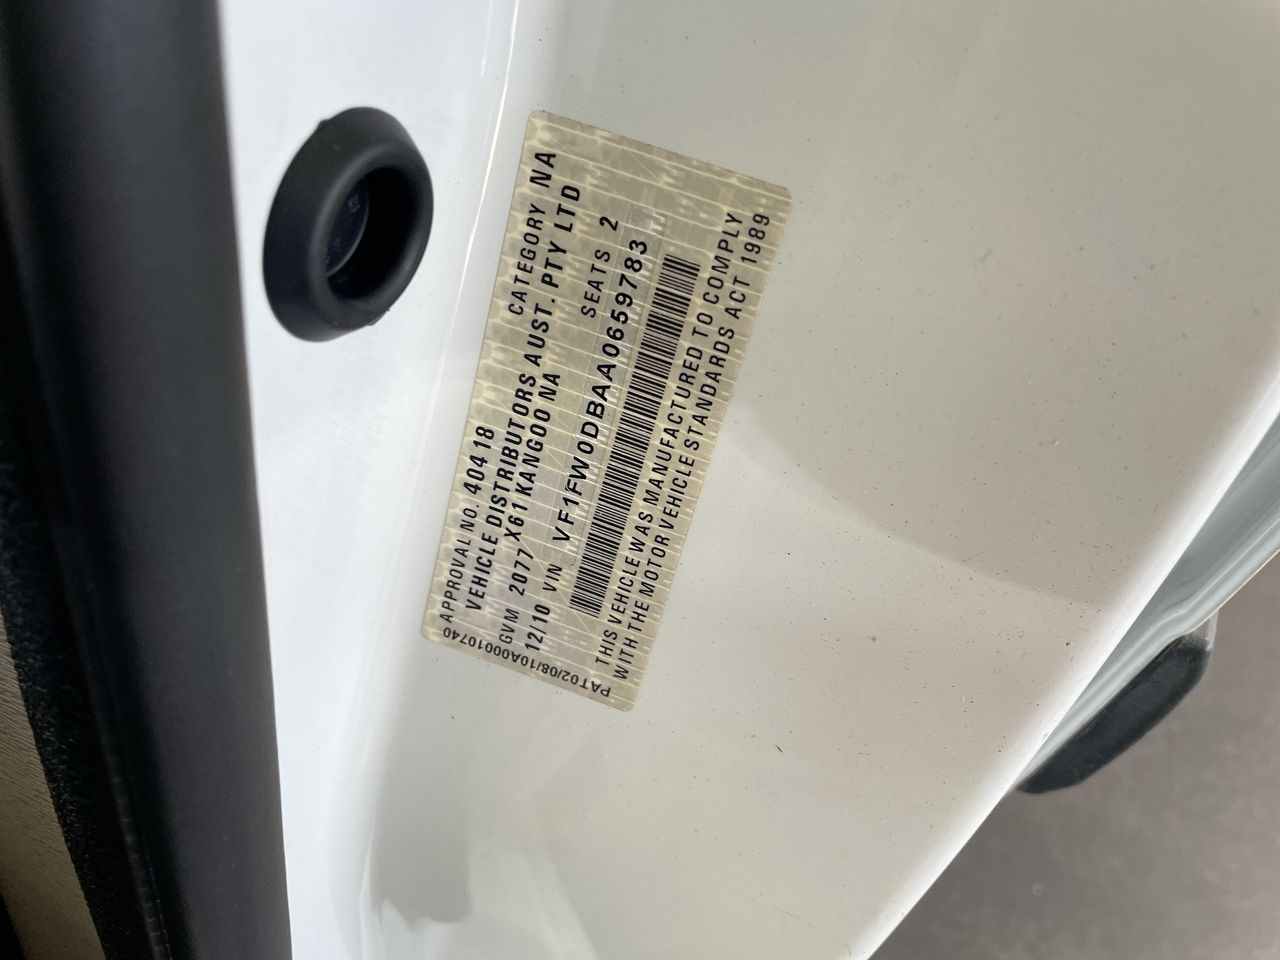 APPROVAL NO. 40418 CATEGORY NA
VEHICLE DISTRIBUTORS AUST. PTY LTD
GVM 2077 X61 KANGOO NA SEATS 2
12/10 VIN VF1FW0DBAA0659783
THIS VEHICLE WAS MANUFACTURED TO COMPLY
WITH THE MOTOR VEHICLE STANDARDS ACT 1989
PAT02/08/10A00010740